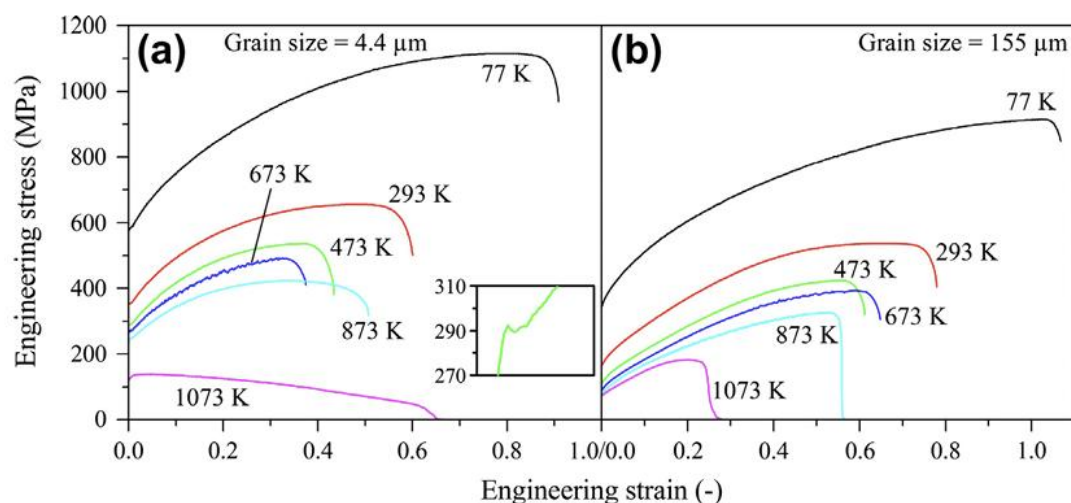 (a)
Grain size = 4.4 µm
(b)
Grain size = 155 µm
Engineering stress (MPa)
1200
1000
800
600
400
200
0
77 K
673 K
293 K
473 K
873 K
1073 K
310
290
270
77 K
293 K
473 K
673 K
873 K
1073 K
0.0
0.2
0.4
0.6
0.8
1.0/0.0
0.2
0.4
0.6
0.8
1.0
Engineering strain (-)